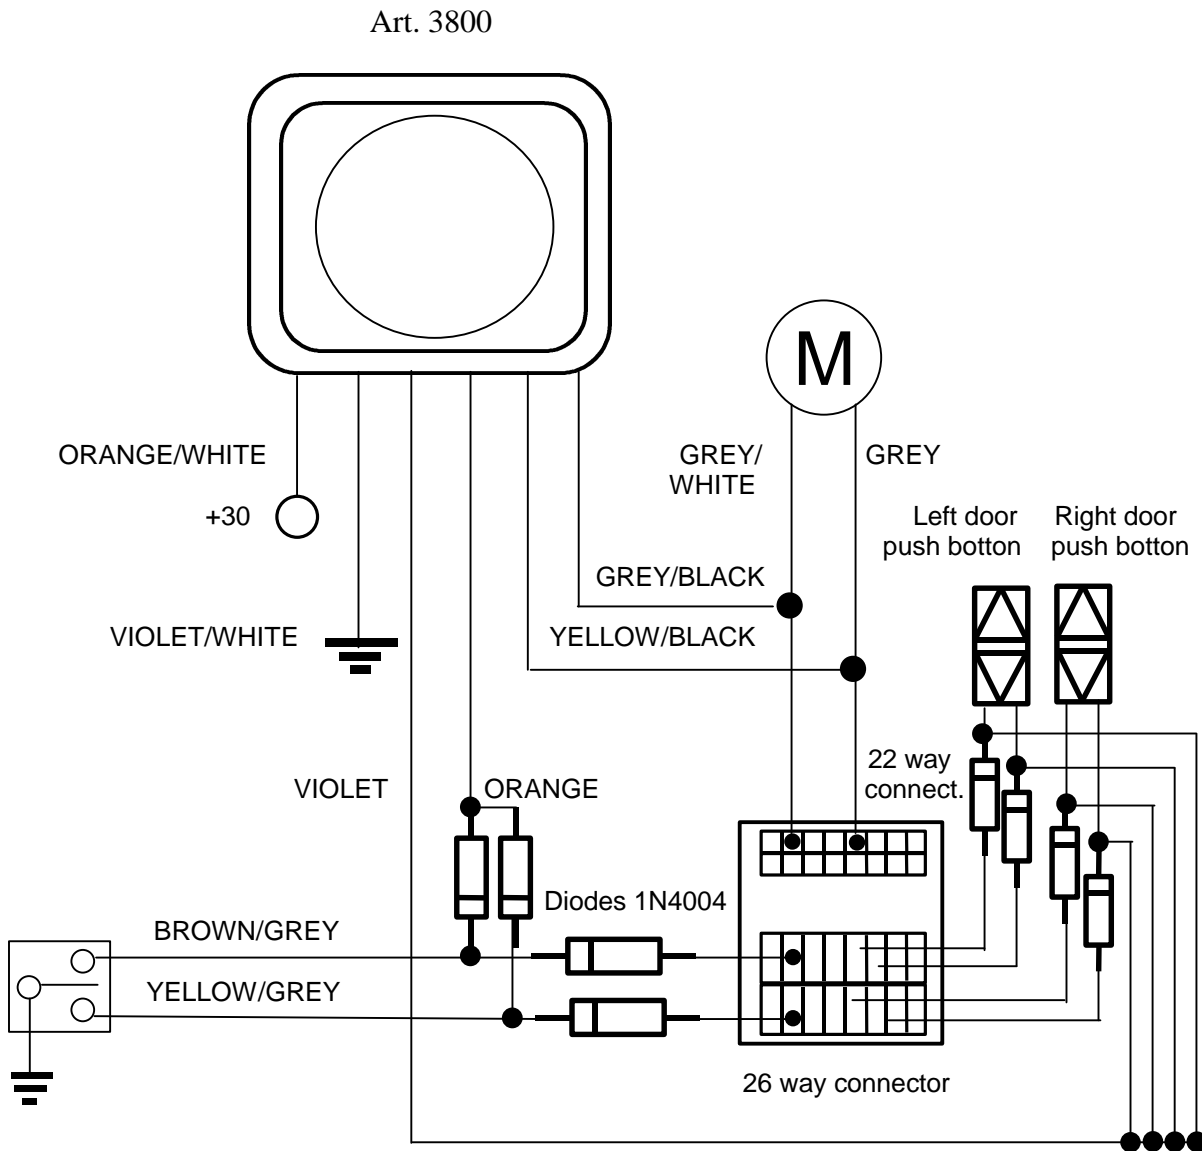 Art. 3800
M
ORANGE/WHITE
GREY/
WHITE
GREY
+30
Left door
push botton
Right door
push botton
GREY/BLACK
VIOLET/WHITE
YELLOW/BLACK
22 way
connect.
VIOLET
ORANGE
Diodes 1N4004
BROWN/GREY
YELLOW/GREY
26 way connector